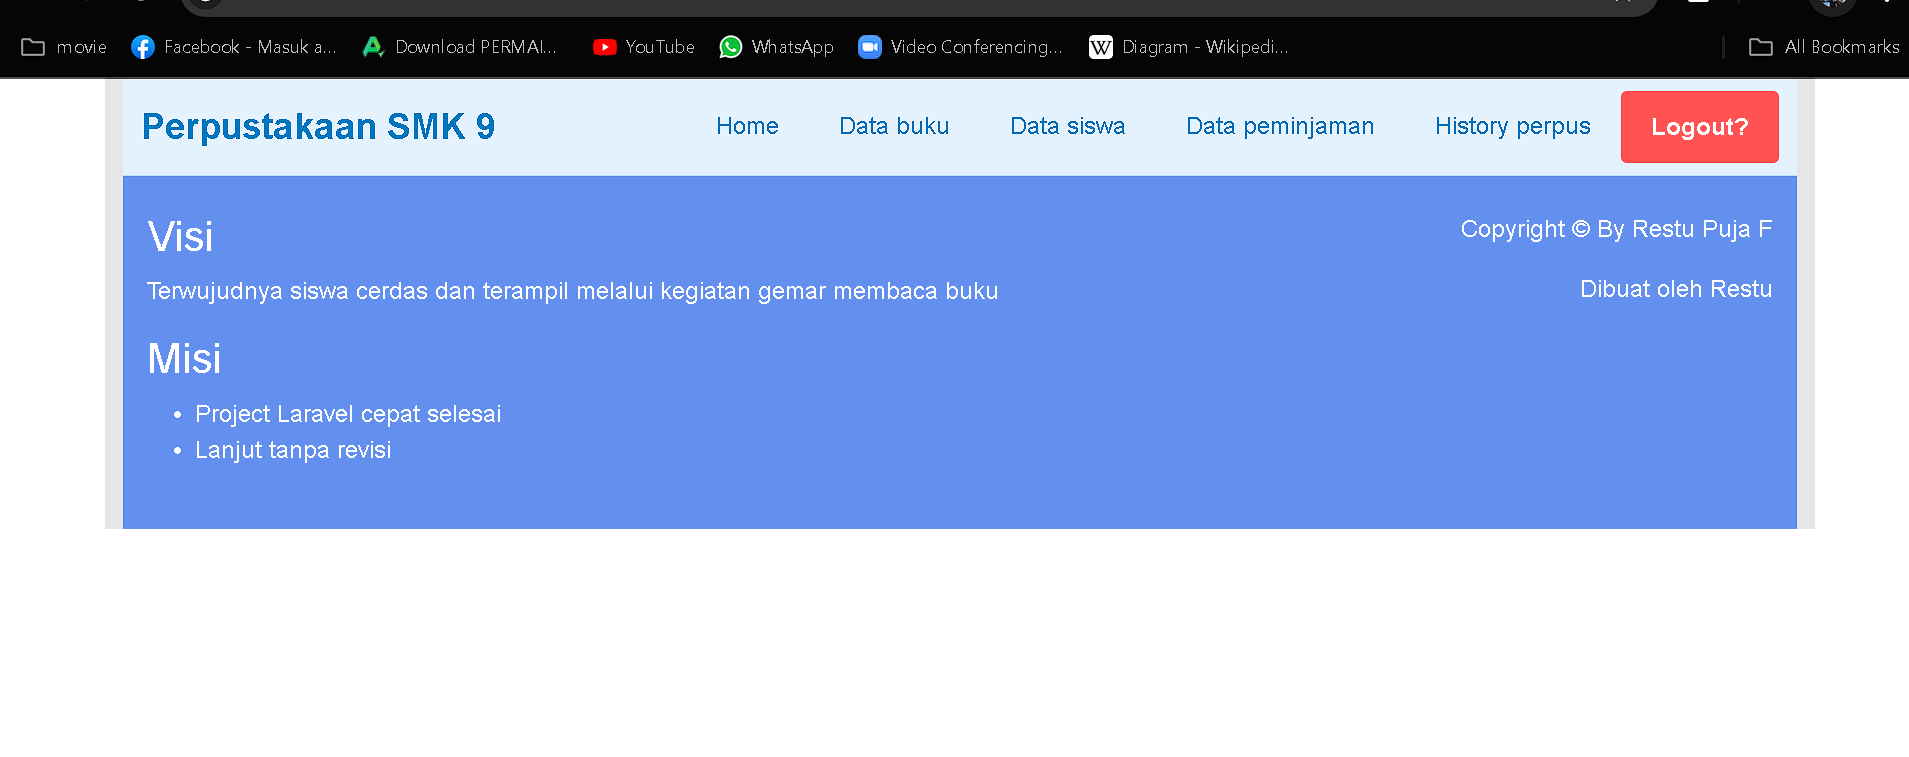 movie
Facebook - Masuk a...
Download PERMAI...
YouTube
WhatsApp
Video Conferencing...
W
Diagram - Wikipedi...
All Bookmarks
Perpustakaan SMK 9
Home
Data buku
Data siswa
Data peminjaman
History perpus
Logout?
Visi
Terwujudnya siswa cerdas dan terampil melalui kegiatan gemar membaca buku
Misi
• Project Laravel cepat selesai
• Lanjut tanpa revisi
Copyright © By Restu Puja F
Dibuat oleh Restu